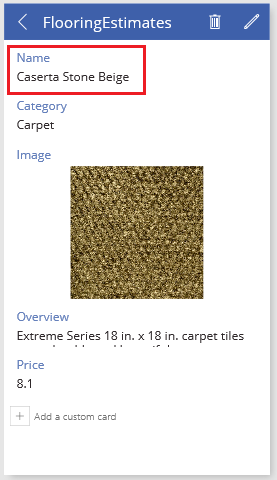 FlooringEstimates
Name
Caserta Stone Beige
Category
Carpet
Image
Overview
Extreme Series 18 in. x 18 in. carpet tiles
Price
8.1
Add a custom card